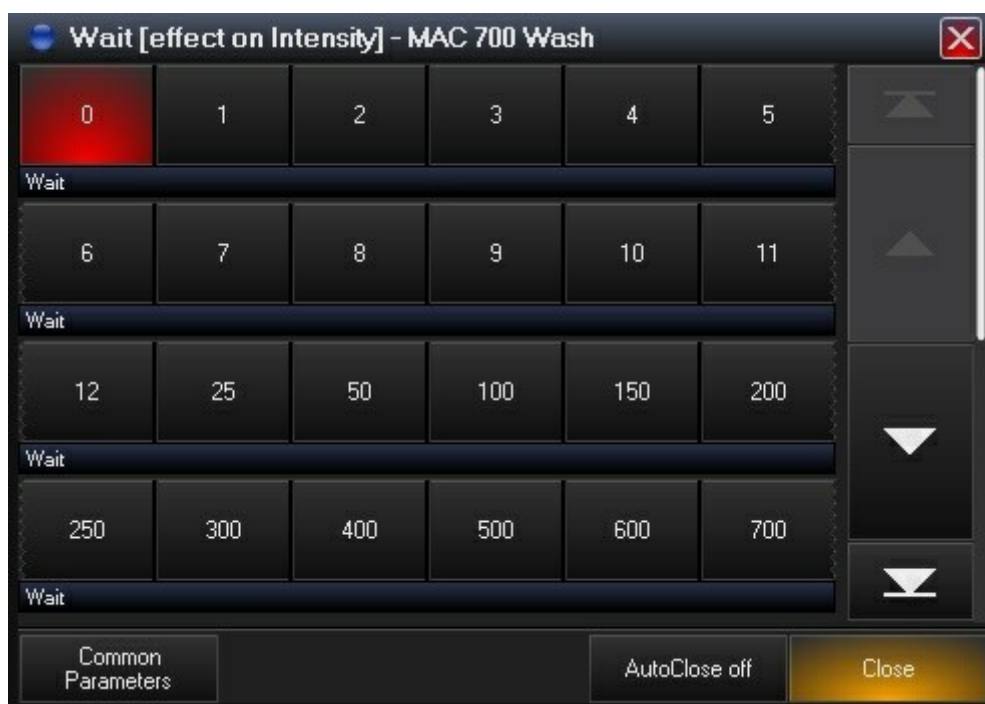 Wait [effect on Intensity] - MAC 700 Wash
0 1 2 3 4 5
Wait
6 7 8 9 10 11
Wait
12 25 50 100 150 200
Wait
250 300 400 500 600 700
Wait
Common
Parameters
AutoClose off
Close